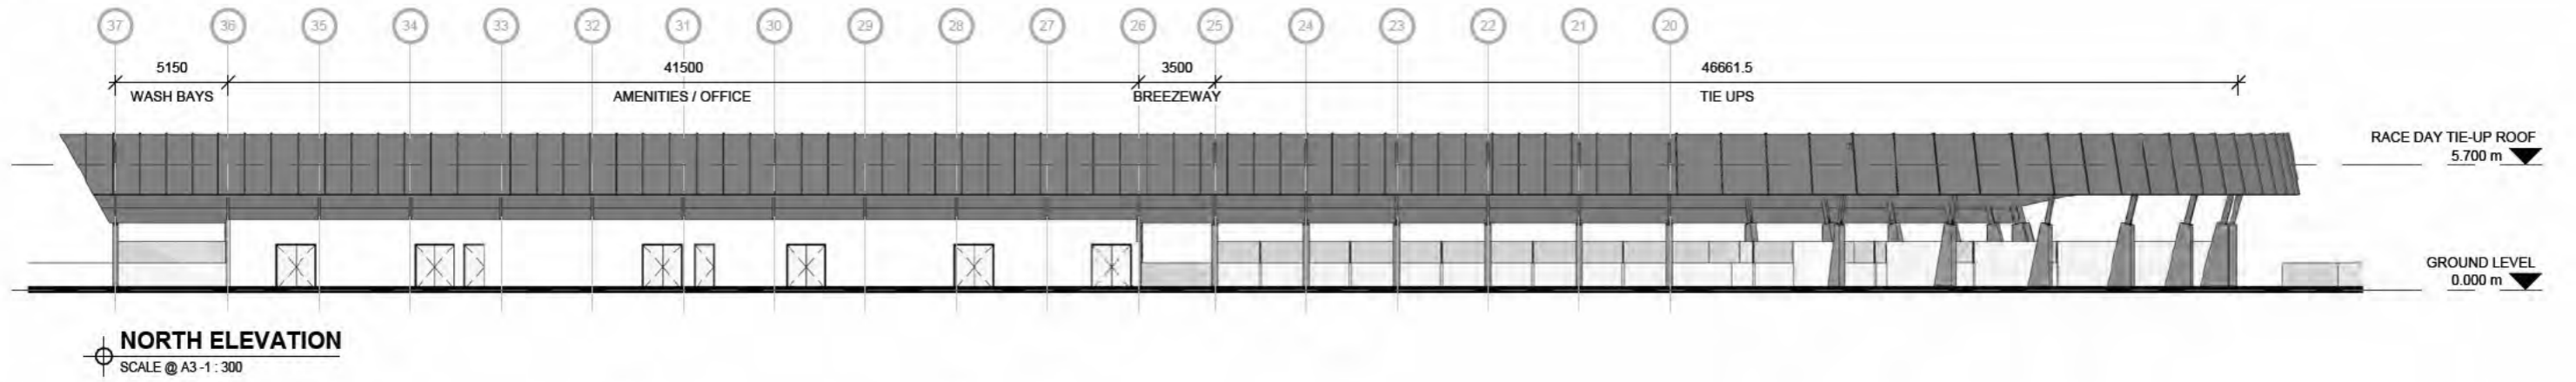 37 36 35 34 33 32 31 30 29 28 27 26 25 24 23 22 21 20
5150 41500 3500 46661.5
WASH BAYS AMENITIES / OFFICE BREEZEWAY TIE UPS
RACE DAY TIE-UP ROOF
5.700 m
GROUND LEVEL
0.000 m
NORTH ELEVATION
SCALE @ A3 -1 : 300